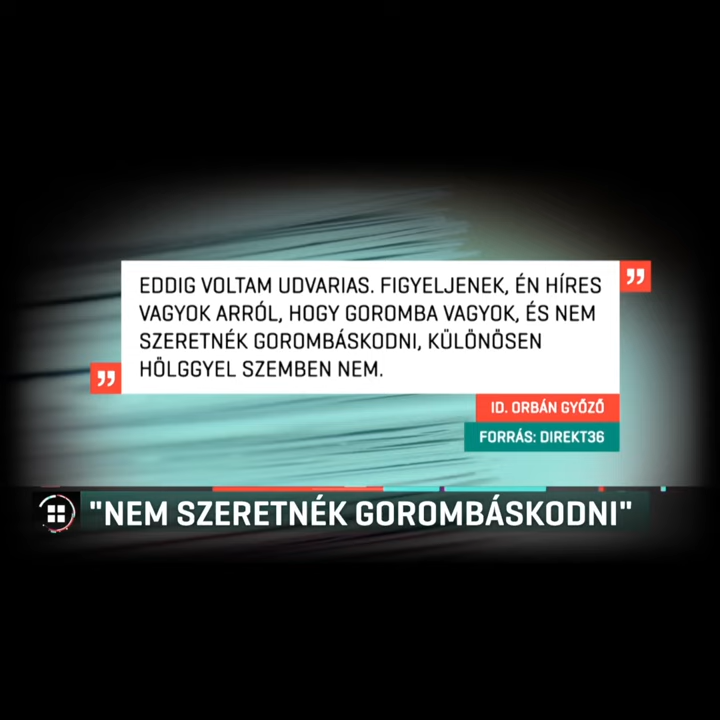 EDDIG VOLTAM UDVARIAS. FIGYELJENEK, ÉN HÍRES
VAGYOK ARRÓL, HOGY GOROMBA VAGYOK, ÉS NEM
SZERETNÉK GOROMBÁSKODNI, KÜLÖNÖSEN
HÖLGGYEL SZEMBEN NEM.
ID. ORBÁN GYŐZŐ
FORRÁS: DIREKT36
"NEM SZERETNÉK GOROMBÁSKODNI"